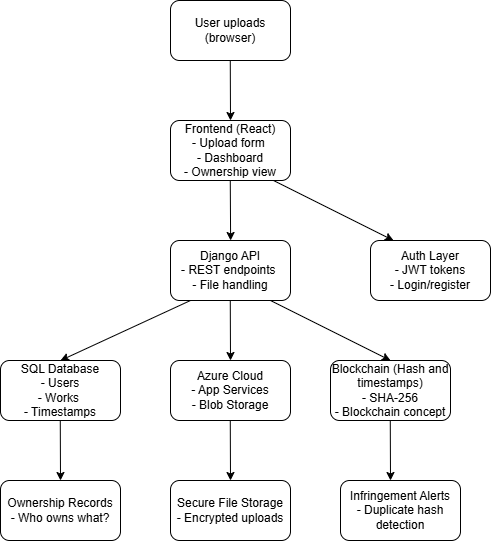 User uploads
(browser)
Frontend (React)
- Upload form
- Dashboard
- Ownership view
Django API
- REST endpoints
- File handling
Auth Layer
- JWT tokens
- Login/register
SQL Database
- Users
- Works
- Timestamps
Azure Cloud
- App Services
- Blob Storage
Blockchain (Hash and
timestamps)
- SHA-256
- Blockchain concept
Ownership Records
- Who owns what?
Secure File Storage
- Encrypted uploads
Infringement Alerts
- Duplicate hash
detection